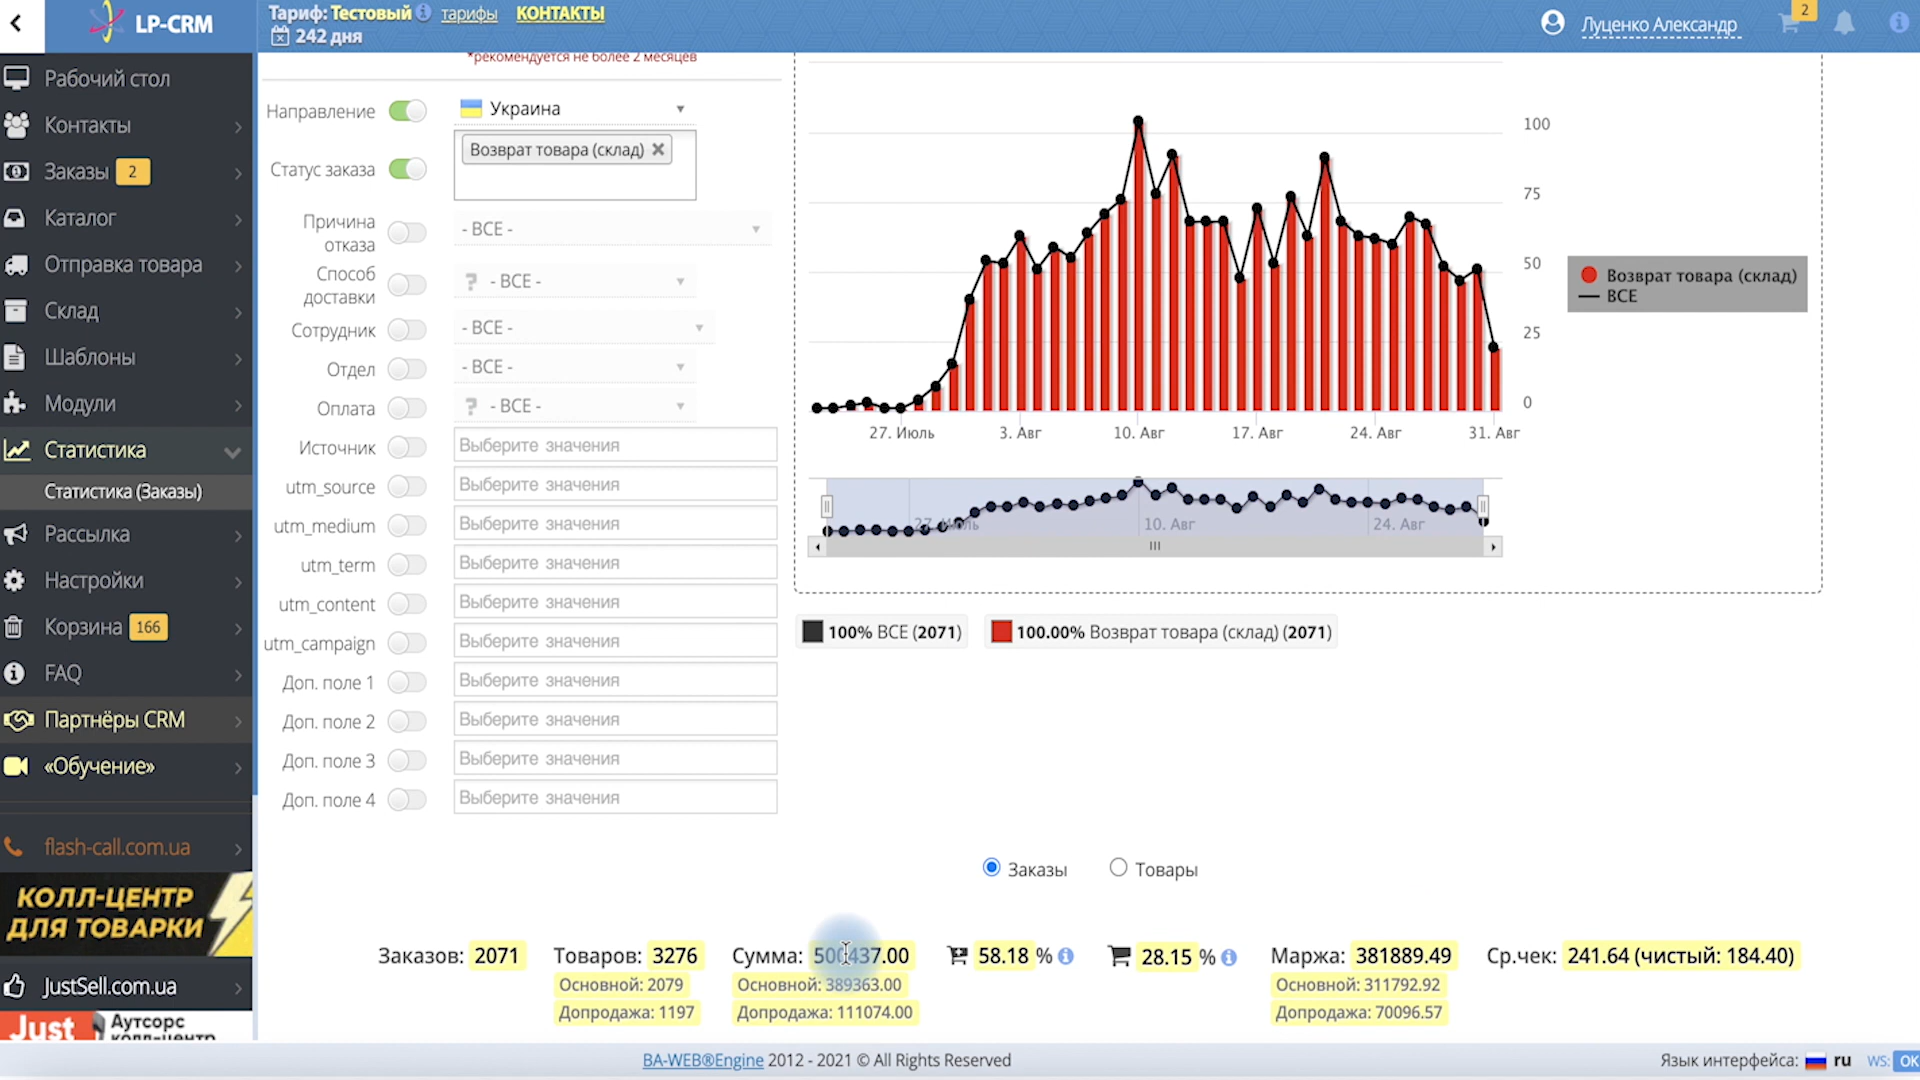 LP-CRM
Тариф: Тестовый тарифы КОНТАКТЫ
242 дня
Луценко Александр
2
*рекомендуется не более 2 месяцев
Рабочий стол
Контакты
Заказы 2
Каталог
Отправка товара
Склад
Шаблоны
Модули
Статистика
Статистика (Заказы)
Рассылка
Настройки
Корзина 166
FAQ
Партнёры CRM
«Обучение»
flash-call.com.ua
КОЛЛ-ЦЕНТР
ДЛЯ ТОВАРКИ
JustSell.com.ua
Just
Аутсорс
колл-центр
Направление Украина
Статус заказа Возврат товара (склад)
Причина отказа - ВСЕ -
Способ доставки ? - ВСЕ -
Сотрудник - ВСЕ -
Отдел - ВСЕ -
Оплата ? - ВСЕ -
Источник Выберите значения
utm_source Выберите значения
utm_medium Выберите значения
utm_term Выберите значения
utm_content Выберите значения
utm_campaign Выберите значения
Доп. поле 1 Выберите значения
Доп. поле 2 Выберите значения
Доп. поле 3 Выберите значения
Доп. поле 4 Выберите значения
100
75
50
25
0
27. Июль 3. Авг 10. Авг 17. Авг 24. Авг 31. Авг
Возврат товара (склад)
ВСЕ
27. Июль 10. Авг 24. Авг
100% ВСЕ (2071) 100.00% Возврат товара (склад) (2071)
Заказы Товары
Заказов: 2071 Товаров: 3276 Сумма: 500437.00 58.18 % 28.15 % Маржа: 381889.49 Ср.чек: 241.64 (чистый: 184.40)
Основной: 2079 Основной: 389363.00 Основной: 311792.92
Допродажа: 1197 Допродажа: 111074.00 Допродажа: 70096.57
BA-WEB®Engine 2012 - 2021 © All Rights Reserved
Язык интерфейса: ru WS: OK